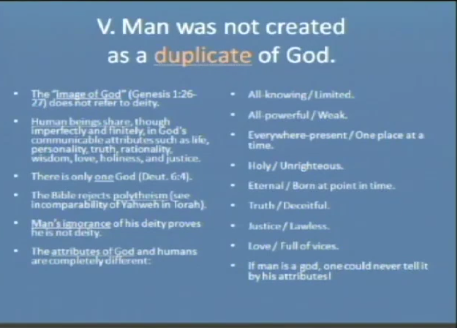 V. Man was not created
as a duplicate of God.
• The "image of God" (Genesis 1:26-
27) does not refer to deity.
• Human beings share, though
imperfectly and finitely, in God's
communicable attributes such as life,
personality, truth, rationality,
wisdom, love, holiness, and justice.
• There is only one God (Deut. 6:4).
• The Bible rejects polytheism (see
incomparability of Yahweh in Torah).
• Man's ignorance of his deity proves
he is not deity.
• The attributes of God and humans
are completely different:
• All-knowing / Limited.
• All-powerful / Weak.
• Everywhere-present / One place at a
time.
• Holy / Unrighteous.
• Eternal / Born at point in time.
• Truth / Deceitful.
• Justice / Lawless.
• Love / Full of vices.
• If man is a god, one could never tell it
by his attributes!